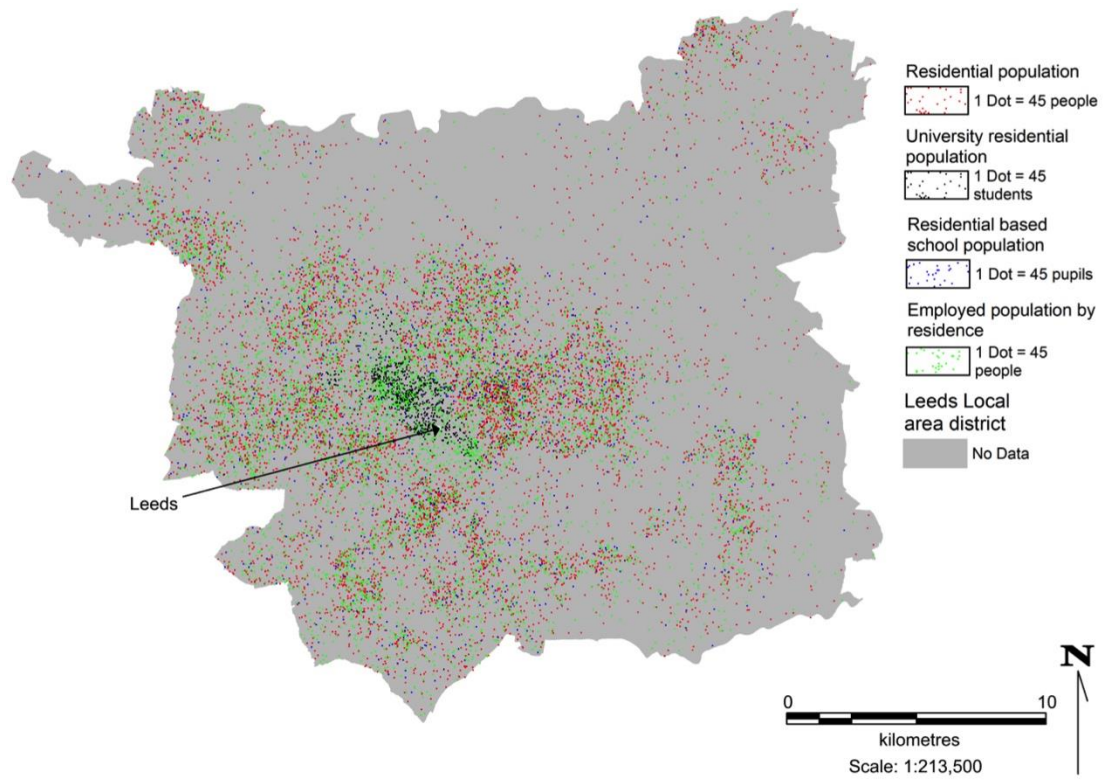 Residential population
1 Dot = 45 people
University residential
population
1 Dot = 45
students
Residential based
school population
1 Dot = 45 pupils
Employed population by
residence
1 Dot = 45
people
Leeds Local
area district
No Data
Leeds
N
0 10
kilometres
Scale: 1:213,500